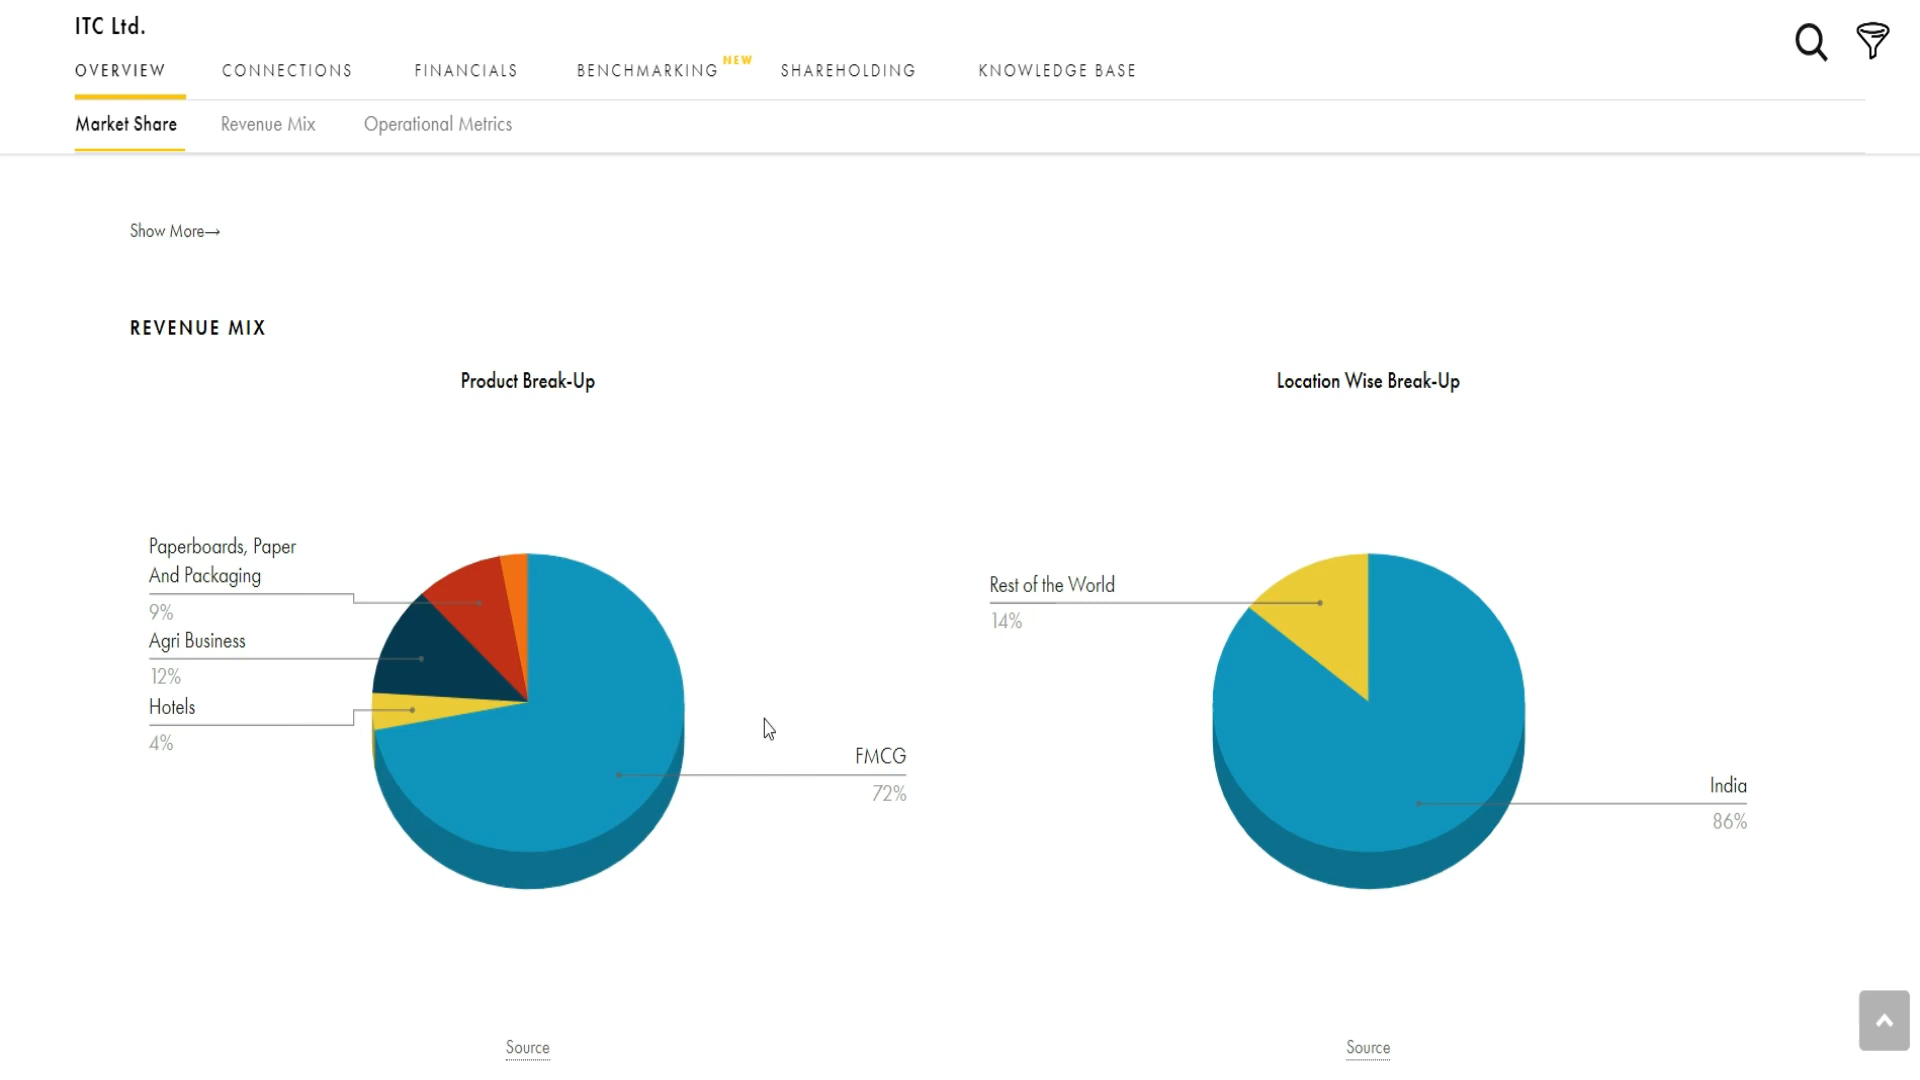 ITC Ltd.
OVERVIEW CONNECTIONS FINANCIALS BENCHMARKING NEW SHAREHOLDING KNOWLEDGE BASE
Market Share Revenue Mix Operational Metrics
Show More→
REVENUE MIX
Product Break-Up
Paperboards, Paper
And Packaging
9%
Agri Business
12%
Hotels
4%
FMCG
72%
Source
Location Wise Break-Up
Rest of the World
14%
India
86%
Source